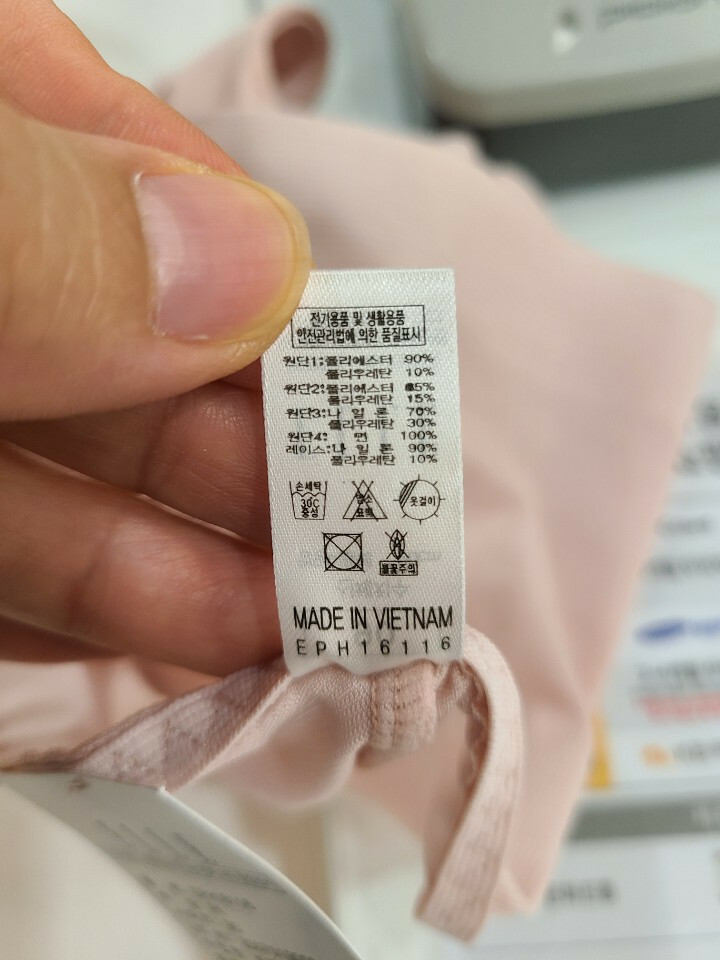 전기용품 및 생활용품
안전관리법에 의한 품질표시
원단1:폴리에스터 90%
폴리우레탄 10%
원단2:폴리에스터 85%
폴리우레탄 15%
원단3:나 일 론 70%
폴리우레탄 30%
원단4: 면 100%
레이스:나 일 론 90%
폴리우레탄 10%
손세탁
30℃
중성
염소
표백
옷걸이
불꽃주의
MADE IN VIETNAM
EPH16116